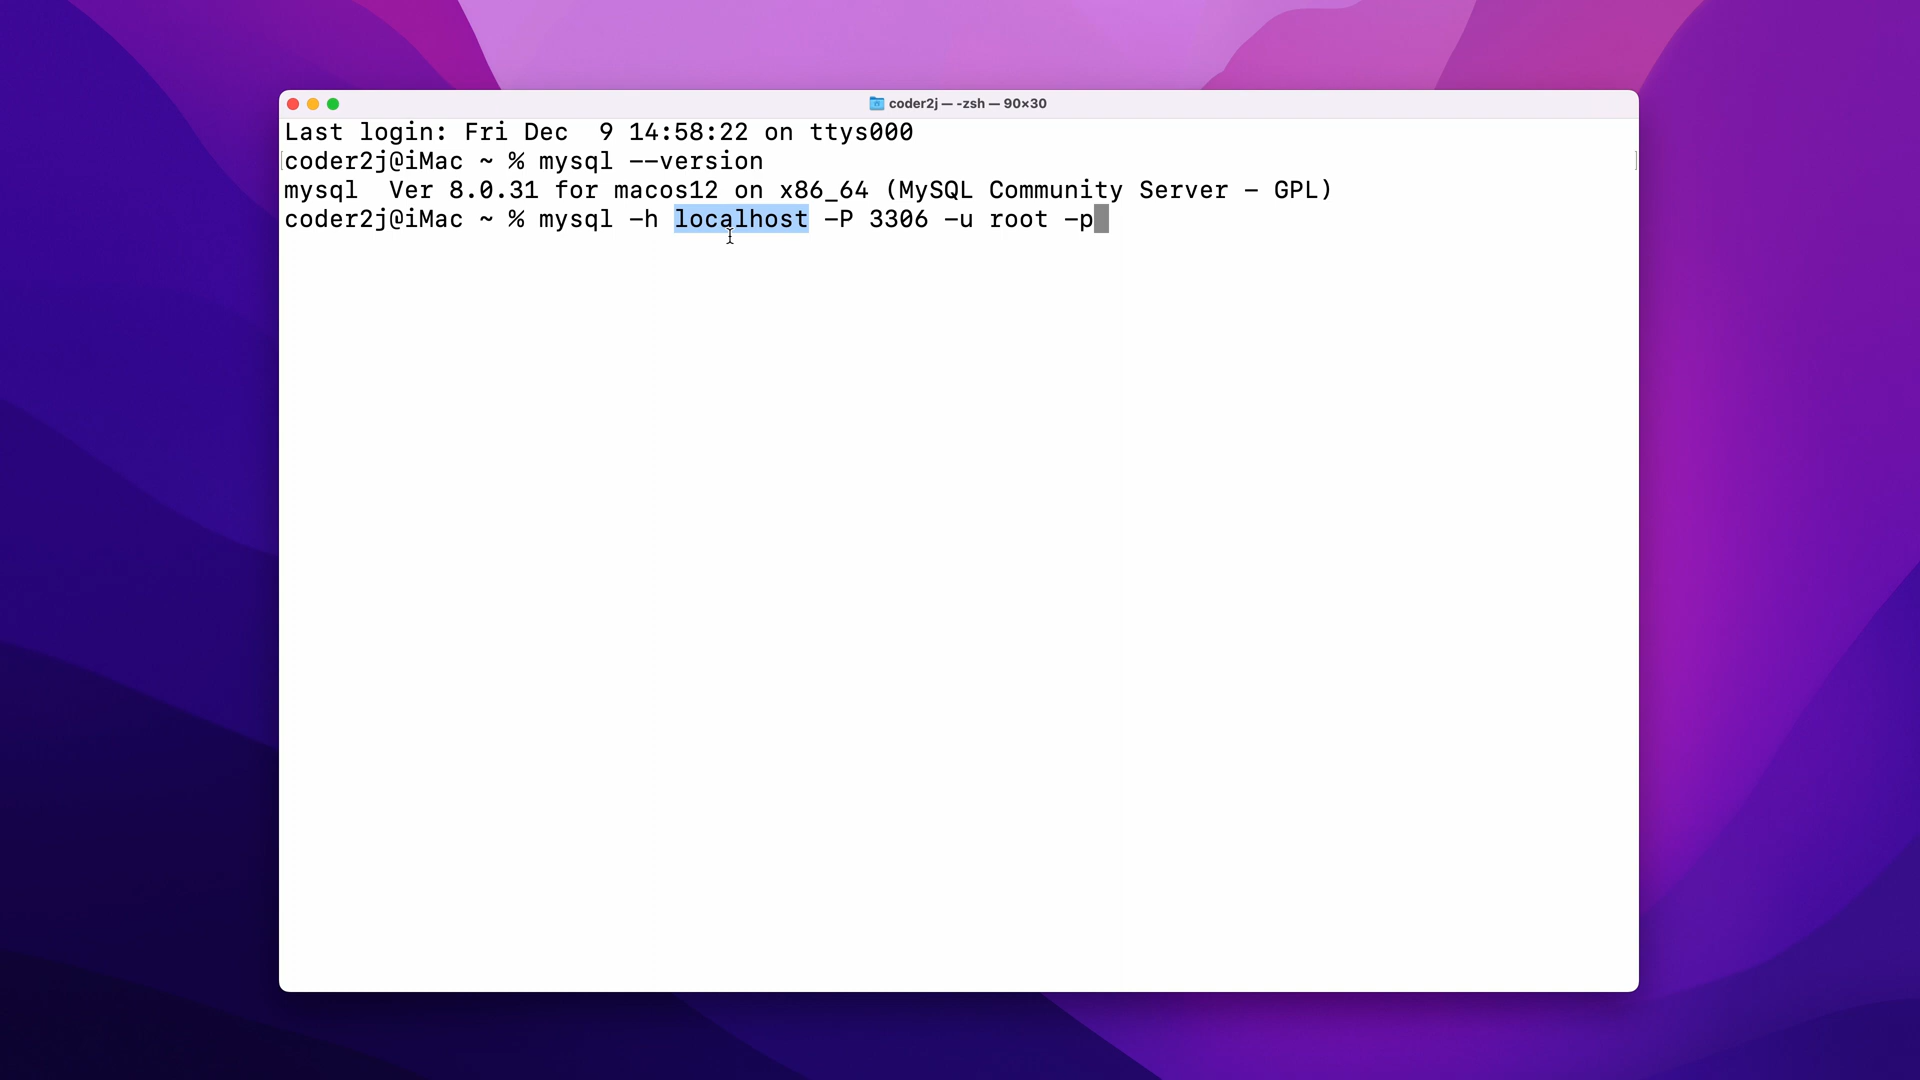 coder2j — -zsh — 90×30
Last login: Fri Dec  9 14:58:22 on ttys000
coder2j@iMac ~ % mysql --version
mysql  Ver 8.0.31 for macos12 on x86_64 (MySQL Community Server - GPL)
coder2j@iMac ~ % mysql -h localhost -P 3306 -u root -p